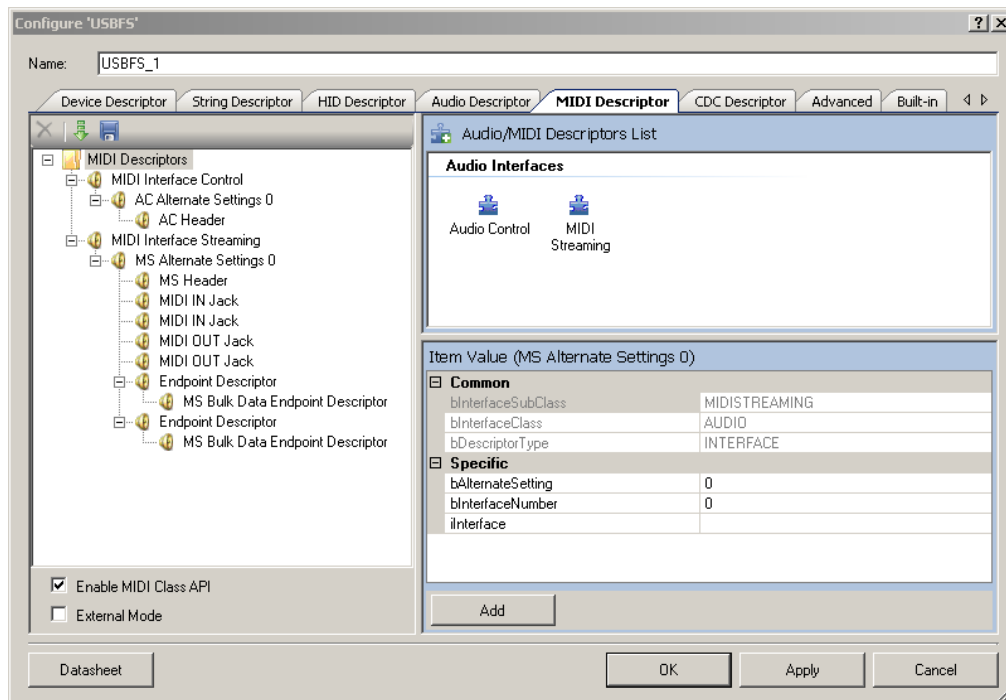 Configure 'USBFS'
Name: USBFS_1
Device Descriptor String Descriptor HID Descriptor Audio Descriptor MIDI Descriptor CDC Descriptor Advanced Built-in
MIDI Descriptors
MIDI Interface Control
AC Alternate Settings 0
AC Header
MIDI Interface Streaming
MS Alternate Settings 0
MS Header
MIDI IN Jack
MIDI IN Jack
MIDI OUT Jack
MIDI OUT Jack
Endpoint Descriptor
MS Bulk Data Endpoint Descriptor
Endpoint Descriptor
MS Bulk Data Endpoint Descriptor
Enable MIDI Class API
External Mode
Audio/MIDI Descriptors List
Audio Interfaces
Audio Control
MIDI
Streaming
Item Value (MS Alternate Settings 0)
Common
bInterfaceSubClass MIDISTREAMING
bInterfaceClass AUDIO
bDescriptorType INTERFACE
Specific
bAlternateSetting 0
bInterfaceNumber 0
iInterface
Add
Datasheet OK Apply Cancel